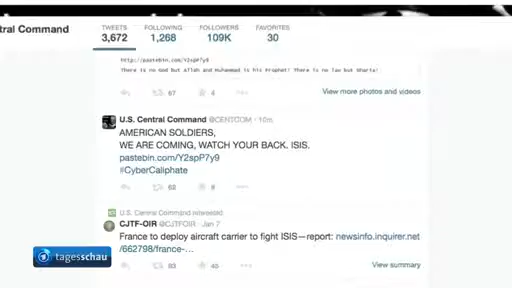 ntral Command
TWEETS FOLLOWING FOLLOWERS FAVORITES
3,672 1,268 109K 30
http://pastebin.com/Y2spP7y9
There is no God but Allah and Muhammad is his Prophet! There is no law but Sharia!
67 4
View more photos and videos
U.S. Central Command @CENTCOM · 10m
AMERICAN SOLDIERS,
WE ARE COMING, WATCH YOUR BACK. ISIS.
pastebin.com/Y2spP7y9
#CyberCaliphate
62 8
U.S. Central Command retweeted
CJTF-OIR @CJTFOIR · Jan 7
France to deploy aircraft carrier to fight ISIS—report: newsinfo.inquirer.net
/662798/france-…
83 45
View summary
tagesschau